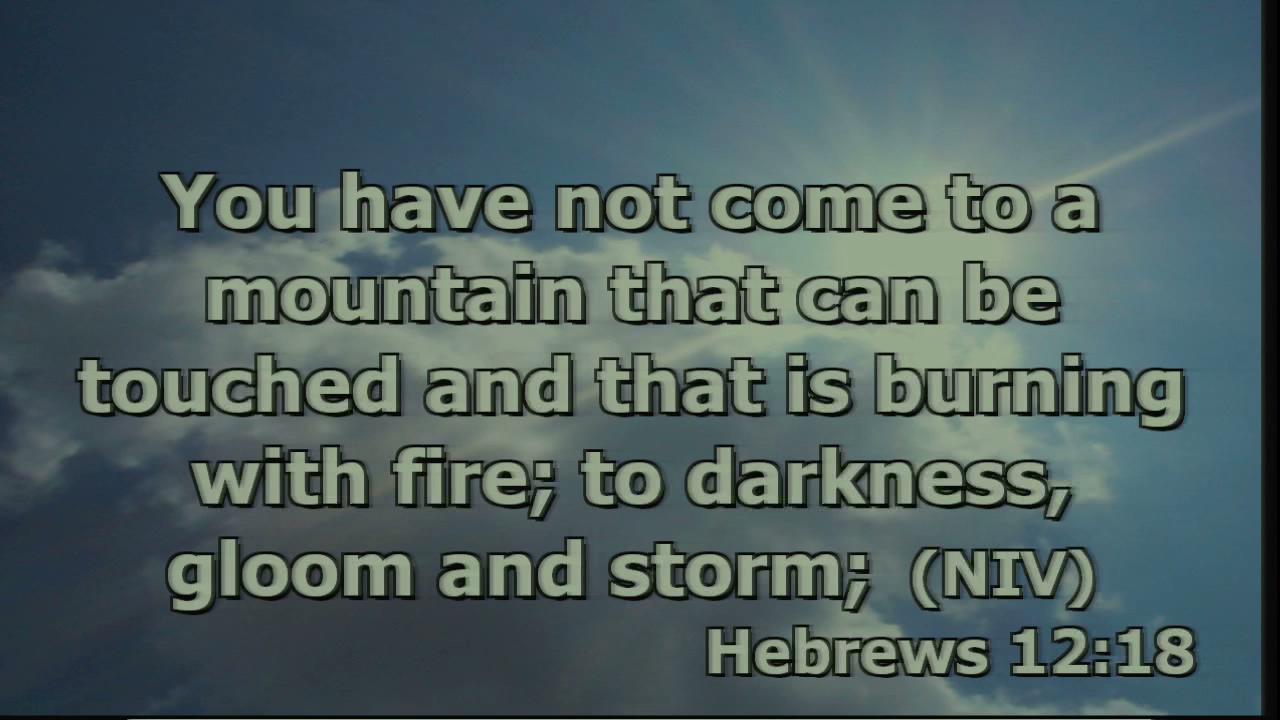 You have not come to a
mountain that can be
touched and that is burning
with fire; to darkness,
gloom and storm; (NIV)
Hebrews 12:18